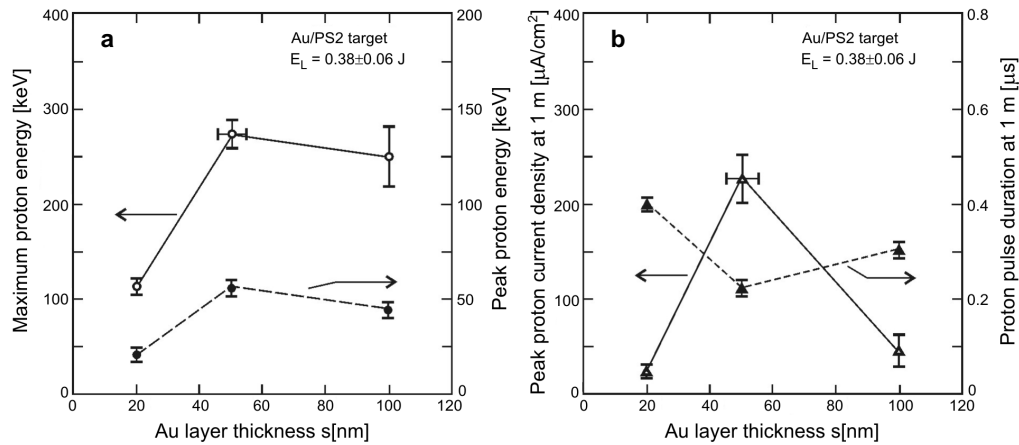 a
Au/PS2 target
E_L = 0.38±0.06 J
Maximum proton energy [keV]
400
300
200
100
0
Peak proton energy [keV]
200
150
100
50
0
0 20 40 60 80 100 120
Au layer thickness s[nm]
b
Au/PS2 target
E_L = 0.38±0.06 J
Peak proton current density at 1 m [µA/cm²]
400
300
200
100
0
Proton pulse duration at 1 m [µs]
0.8
0.6
0.4
0.2
0
0 20 40 60 80 100 120
Au layer thickness s[nm]